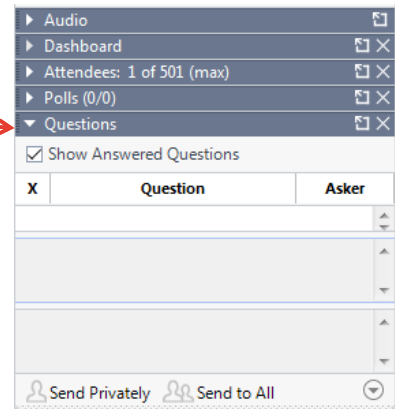 Audio
Dashboard
Attendees: 1 of 501 (max)
Polls (0/0)
Questions
Show Answered Questions
X Question Asker
Send Privately Send to All